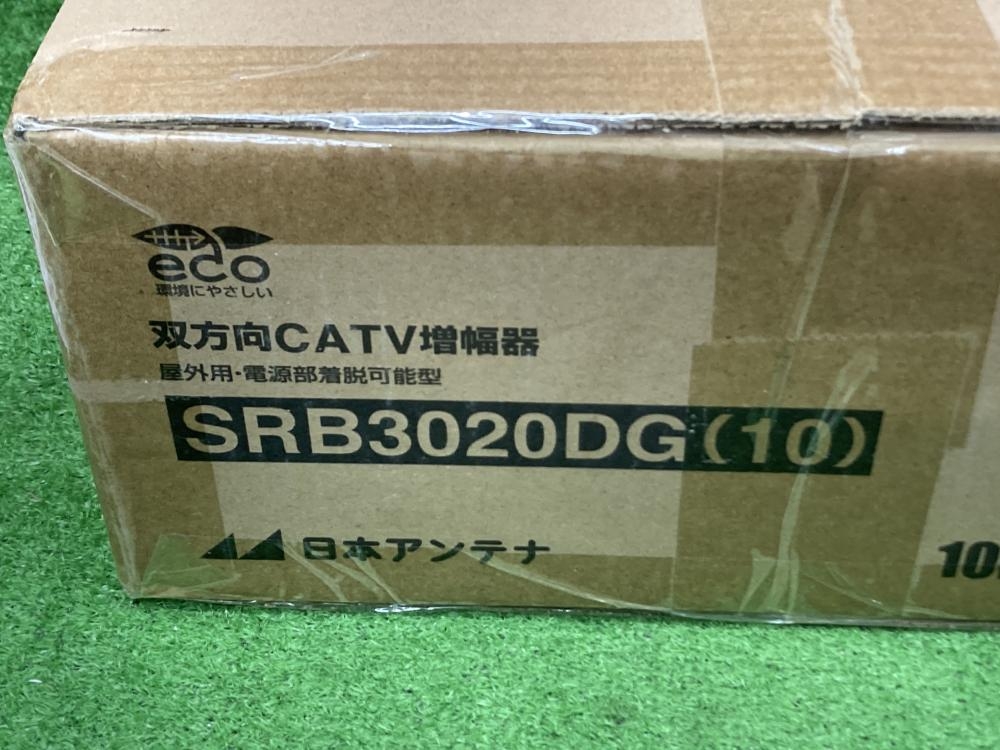 eco
環境にやさしい
双方向CATV増幅器
屋外用・電源部着脱可能型
SRB3020DG(10)
日本アンテナ
10